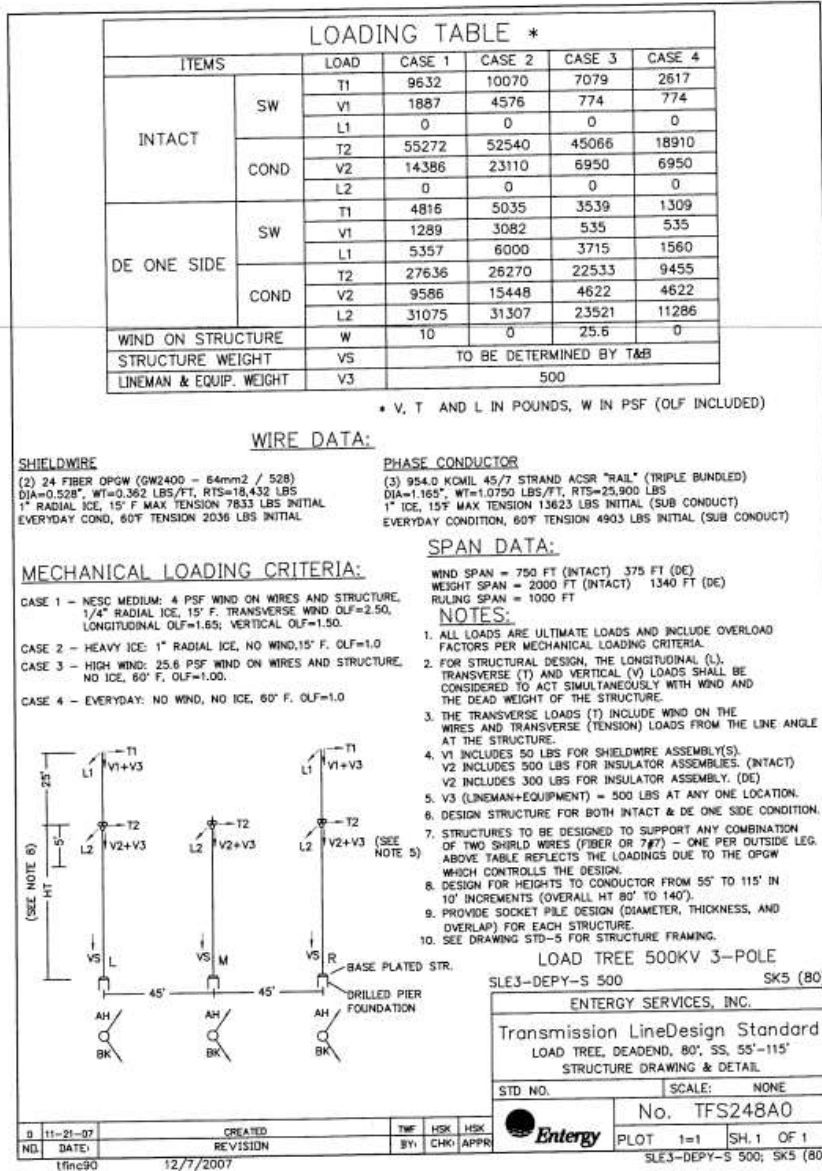 LOADING TABLE *
ITEMS LOAD CASE 1 CASE 2 CASE 3 CASE 4
INTACT SW T1 9632 10070 7079 2617
V1 1887 4576 774 774
L1 0 0 0 0
COND T2 55272 52540 45066 18910
V2 14386 23110 6950 6950
L2 0 0 0 0
DE ONE SIDE SW T1 4816 5035 3539 1309
V1 1289 3082 535 535
L1 5357 6000 3715 1560
COND T2 27636 26270 22533 9455
V2 9586 15448 4622 4622
L2 31075 31307 23521 11286
WIND ON STRUCTURE W 10 0 25.6 0
STRUCTURE WEIGHT VS TO BE DETERMINED BY T&B
LINEMAN & EQUIP. WEIGHT V3 500
* V, T AND L IN POUNDS, W IN PSF (OLF INCLUDED)
WIRE DATA:
SHIELDWIRE
(2) 24 FIBER OPGW (GW2400 - 64mm2 / 528)
DIA=0.528", WT=0.362 LBS/FT, RTS=18,432 LBS
1" RADIAL ICE, 15° F MAX TENSION 7833 LBS INITIAL
EVERYDAY COND, 60°F TENSION 2036 LBS INITIAL
PHASE CONDUCTOR
(3) 954.0 KCMIL 45/7 STRAND ACSR "RAIL" (TRIPLE BUNDLED)
DIA=1.165", WT=1.0750 LBS/FT, RTS=25,900 LBS
1" ICE, 15°F MAX TENSION 13623 LBS INITIAL (SUB CONDUCT)
EVERYDAY CONDITION, 60°F TENSION 4903 LBS INITIAL (SUB CONDUCT)
MECHANICAL LOADING CRITERIA:
CASE 1 - NESC MEDIUM: 4 PSF WIND ON WIRES AND STRUCTURE,
1/4" RADIAL ICE, 15° F. TRANSVERSE WIND OLF=2.50,
LONGITUDINAL OLF=1.65; VERTICAL OLF=1.50.
CASE 2 - HEAVY ICE: 1" RADIAL ICE, NO WIND,15° F. OLF=1.0
CASE 3 - HIGH WIND: 25.6 PSF WIND ON WIRES AND STRUCTURE,
NO ICE, 60° F, OLF=1.00.
CASE 4 - EVERYDAY: NO WIND, NO ICE, 60° F. OLF=1.0
SPAN DATA:
WIND SPAN = 750 FT (INTACT) 375 FT (DE)
WEIGHT SPAN = 2000 FT (INTACT) 1340 FT (DE)
RULING SPAN = 1000 FT
NOTES:
1. ALL LOADS ARE ULTIMATE LOADS AND INCLUDE OVERLOAD
FACTORS PER MECHANICAL LOADING CRITERIA.
2. FOR STRUCTURAL DESIGN, THE LONGITUDINAL (L),
TRANSVERSE (T) AND VERTICAL (V) LOADS SHALL BE
CONSIDERED TO ACT SIMULTANEOUSLY WITH WIND AND
THE DEAD WEIGHT OF THE STRUCTURE.
3. THE TRANSVERSE LOADS (T) INCLUDE WIND ON THE
WIRES AND TRANSVERSE (TENSION) LOADS FROM THE LINE ANGLE
AT THE STRUCTURE.
4. V1 INCLUDES 50 LBS FOR SHIELDWIRE ASSEMBLY(S).
V2 INCLUDES 500 LBS FOR INSULATOR ASSEMBLIES. (INTACT)
V2 INCLUDES 300 LBS FOR INSULATOR ASSEMBLY. (DE)
5. V3 (LINEMAN+EQUIPMENT) = 500 LBS AT ANY ONE LOCATION.
6. DESIGN STRUCTURE FOR BOTH INTACT & DE ONE SIDE CONDITION.
7. STRUCTURES TO BE DESIGNED TO SUPPORT ANY COMBINATION
OF TWO SHIRLD WIRES (FIBER OR 7#7) - ONE PER OUTSIDE LEG.
ABOVE TABLE REFLECTS THE LOADINGS DUE TO THE OPGW
WHICH CONTROLLS THE DESIGN.
8. DESIGN FOR HEIGHTS TO CONDUCTOR FROM 55' TO 115' IN
10' INCREMENTS (OVERALL HT 80' TO 140').
9. PROVIDE SOCKET PILE DESIGN (DIAMETER, THICKNESS, AND
OVERLAP) FOR EACH STRUCTURE.
10. SEE DRAWING STD-5 FOR STRUCTURE FRAMING.
T1 T1
L1 V1+V3 L1 V1+V3
25'
T2 T2 T2
L2 V2+V3 L2 V2+V3 L2 V2+V3 (SEE NOTE 5)
5'
HT
(SEE NOTE 8)
VS L VS M VS R
BASE PLATED STR.
45' 45'
DRILLED PIER
FOUNDATION
AH AH AH
BK BK BK
LOAD TREE 500KV 3-POLE
SLE3-DEPY-S 500 SK5 (80
ENTERGY SERVICES, INC.
Transmission LineDesign Standard
LOAD TREE, DEADEND, 80°, SS, 55'-115'
STRUCTURE DRAWING & DETAIL
STD NO. SCALE: NONE
Entergy
No. TFS248A0
PLOT 1=1 SH. 1 OF 1
0 11-21-07 CREATED TWF HSK HSK
NO. DATE: REVISION BY: CHK: APPR
tfinc90 12/7/2007
SLE3-DEPY-S 500; SK5 (80